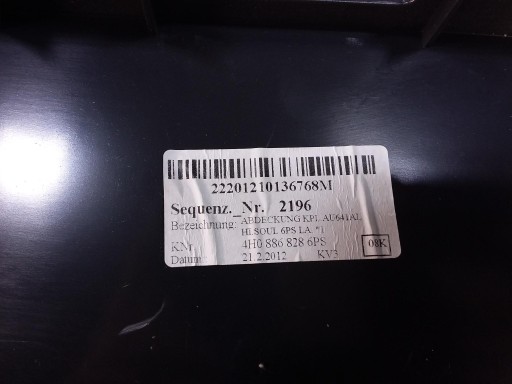 22201210136768M
Sequenz._Nr. 2196
Bezeichnung: ABDECKUNG KPL AU641AL
HI.SOUL 6PS LA. *1
KNr 4H0 886 828 6PS 08K
Datum: 21.2.2012 KV3